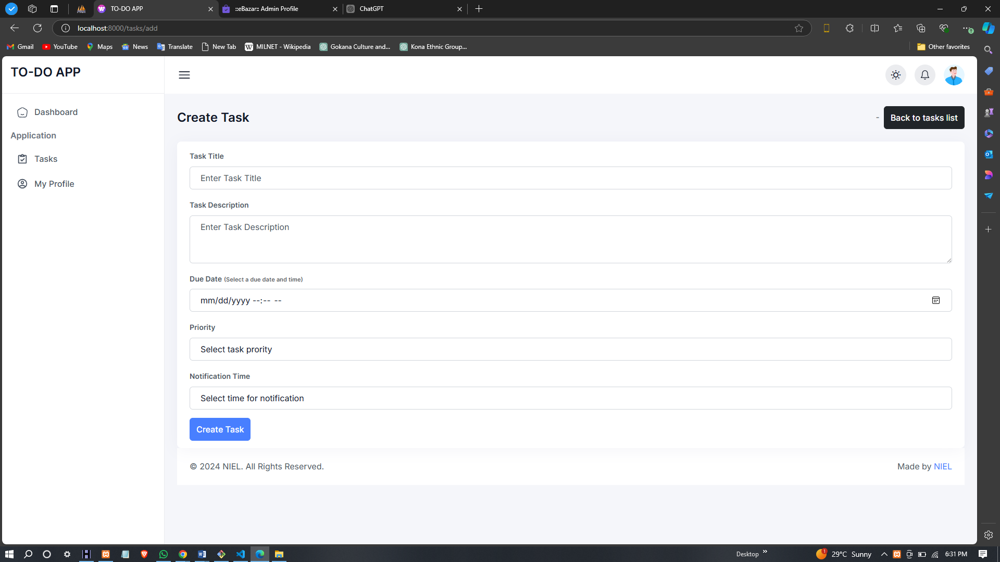 TO-DO APP
::eBazar:: Admin Profile
ChatGPT
localhost:8000/tasks/add
Gmail
YouTube
Maps
News
Translate
New Tab
MILNET - Wikipedia
Gokana Culture and...
Kona Ethnic Group...
Other favorites
TO-DO APP
Dashboard
Application
Tasks
My Profile
Create Task
- Back to tasks list
Task Title
Enter Task Title
Task Description
Enter Task Description
Due Date (Select a due date and time)
mm/dd/yyyy --:-- --
Priority
Select task prority
Notification Time
Select time for notification
Create Task
© 2024 NIEL. All Rights Reserved.
Made by NIEL
Desktop
1
29°C Sunny
6:31 PM